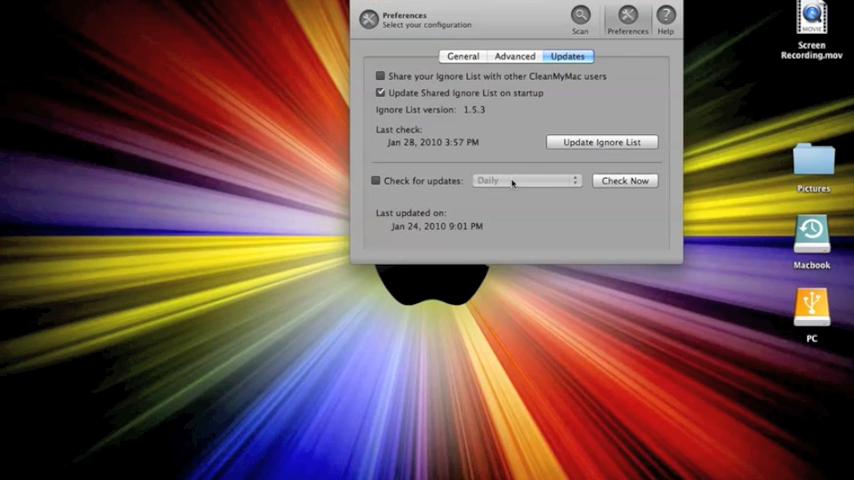 Preferences
Select your configuration
Scan
Preferences
Help
General
Advanced
Updates
Share your Ignore List with other CleanMyMac users
Update Shared Ignore List on startup
Ignore List version: 1.5.3
Last check:
Jan 28, 2010 3:57 PM
Update Ignore List
Check for updates:
Daily
Check Now
Last updated on:
Jan 24, 2010 9:01 PM
MOVIE
Screen
Recording.mov
Pictures
Macbook
PC